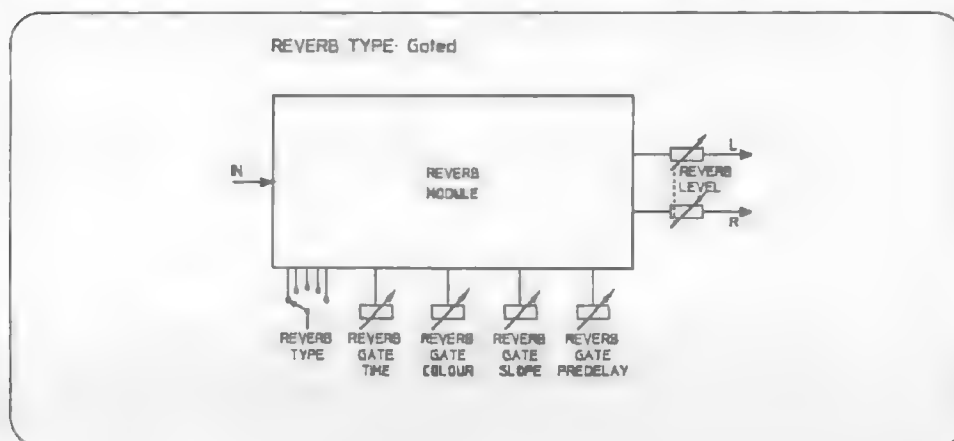 REVERB TYPE: Gated
IN
REVERB
MODULE
L
REVERB
LEVEL
R
REVERB
TYPE
REVERB
GATE
TIME
REVERB
GATE
COLOUR
REVERB
GATE
SLOPE
REVERB
GATE
PREDELAY